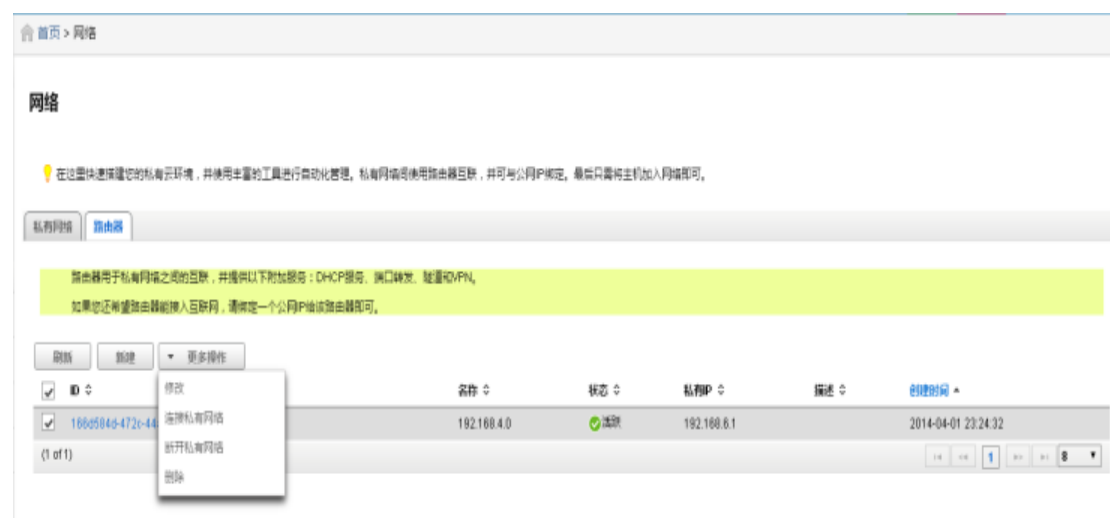 首页 > 网络
网络
在这里快速搭建您的私有云环境，并使用丰富的工具进行自动化管理。私有网络间使用路由器互联，并可与公网IP绑定。最后只需将主机加入网络即可。
私有网络 路由器
路由器用于私有网络之间的互联，并提供以下附加服务：DHCP服务、端口转发、隧道和VPN。
如果您还希望路由器能接入互联网，请绑定一个公网IP给该路由器即可。
刷新 新建 更多操作
ID 名称 状态 私有IP 描述 创建时间
修改
166d584d-472c-44 192.168.4.0 活跃 192.168.6.1 2014-04-01 23:24:32
连接私有网络
断开私有网络
(1 of 1) 1 8
删除